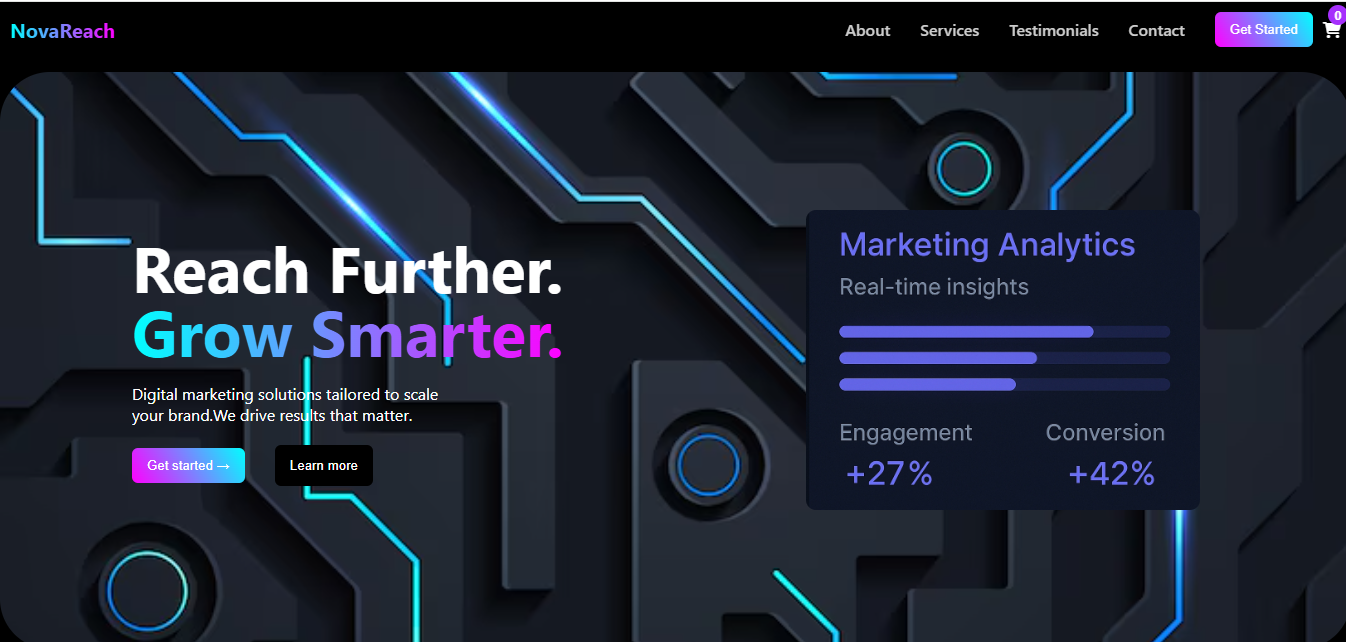 NovaReach
About
Services
Testimonials
Contact
Get Started
0
Reach Further.
Grow Smarter.
Digital marketing solutions tailored to scale
your brand.We drive results that matter.
Get started →
Learn more
Marketing Analytics
Real-time insights
Engagement
Conversion
+27%
+42%